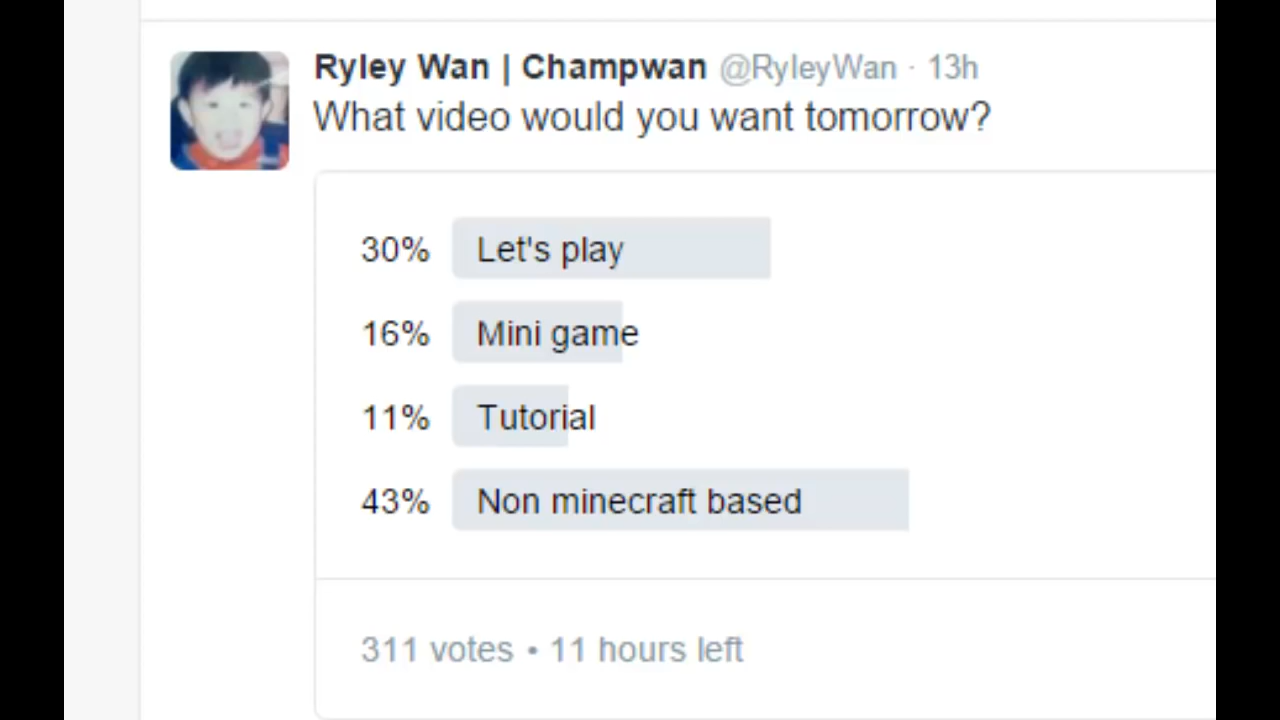 Ryley Wan | Champwan @RyleyWan · 13h
What video would you want tomorrow?
30% Let's play
16% Mini game
11% Tutorial
43% Non minecraft based
311 votes • 11 hours left